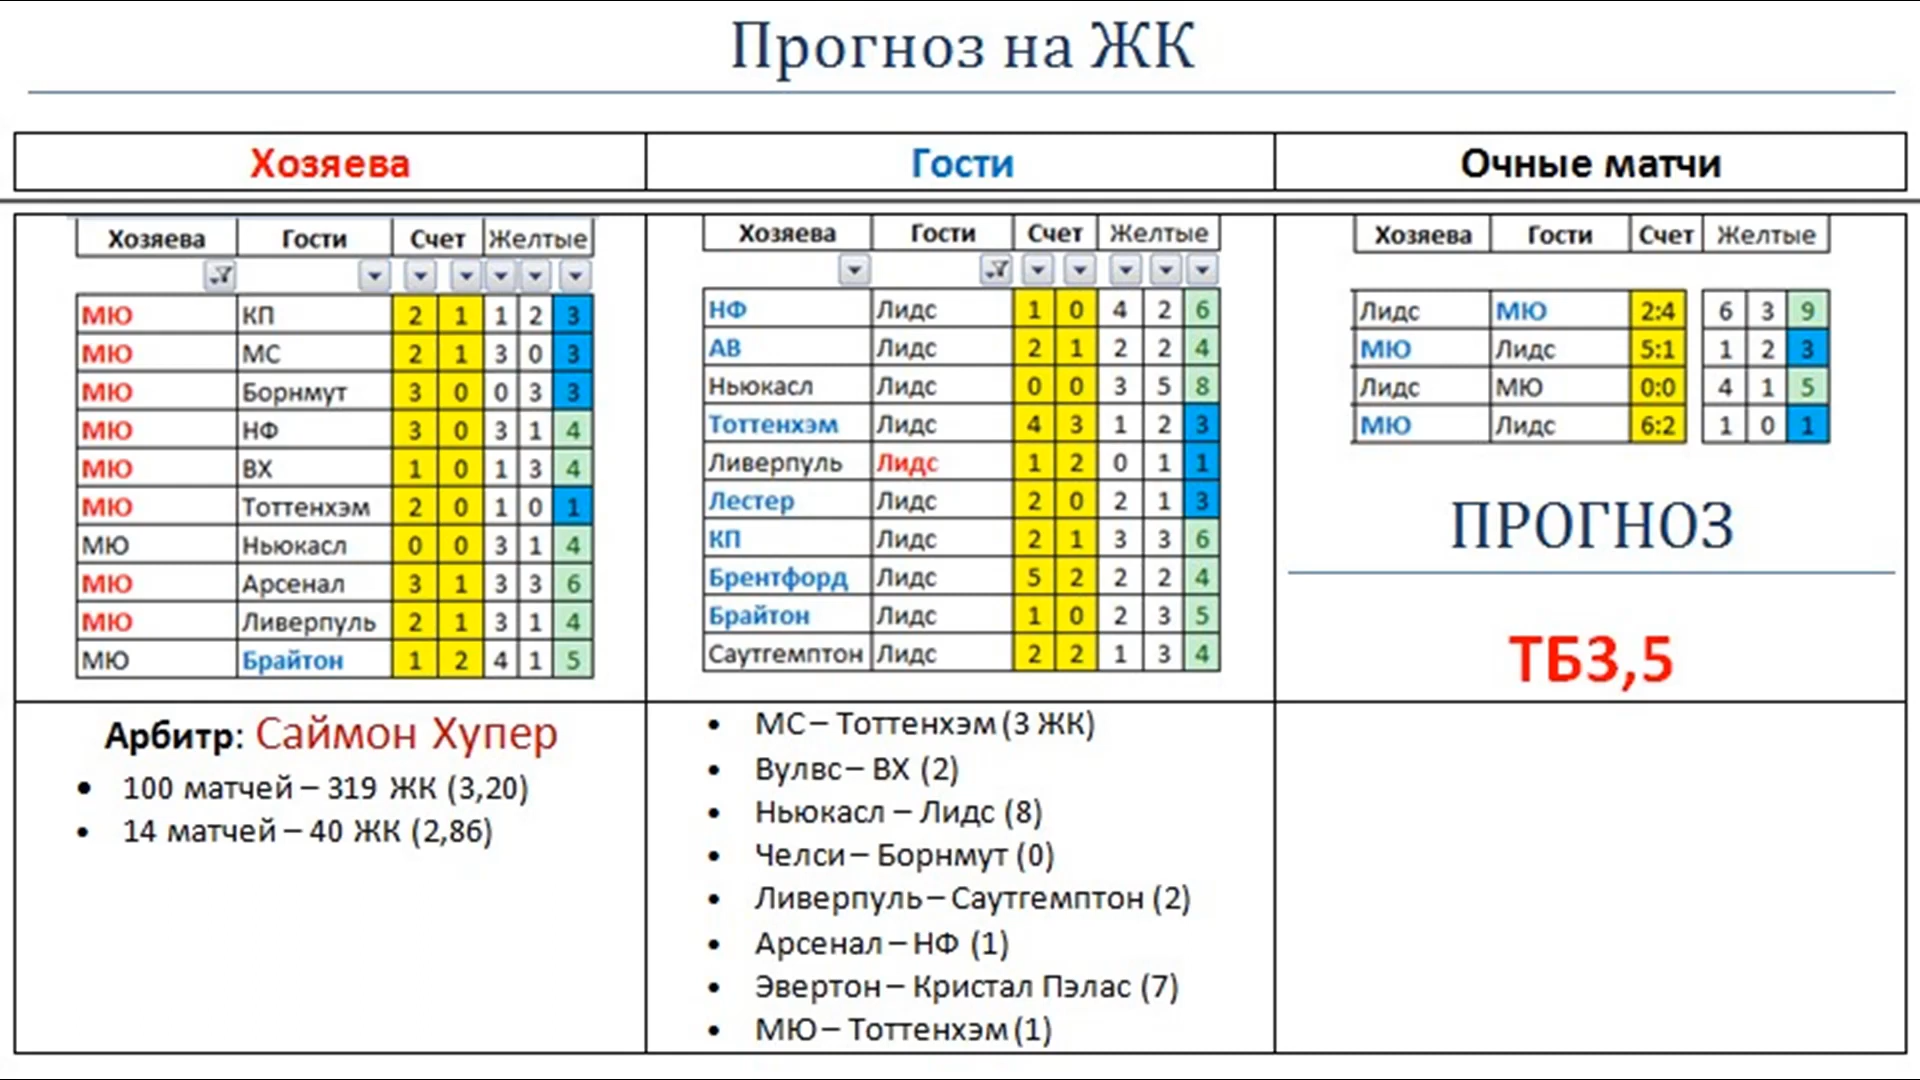 Прогноз на ЖК
Хозяева Гости Очные матчи
Хозяева Гости Счет Желтые
МЮ КП 2 1 1 2 3
МЮ МС 2 1 3 0 3
МЮ Борнмут 3 0 0 3 3
МЮ НФ 3 0 3 1 4
МЮ ВХ 1 0 1 3 4
МЮ Тоттенхэм 2 0 1 0 1
МЮ Ньюкасл 0 0 3 1 4
МЮ Арсенал 3 1 3 3 6
МЮ Ливерпуль 2 1 3 1 4
МЮ Брайтон 1 2 4 1 5
Хозяева Гости Счет Желтые
НФ Лидс 1 0 4 2 6
АВ Лидс 2 1 2 2 4
Ньюкасл Лидс 0 0 3 5 8
Тоттенхэм Лидс 4 3 1 2 3
Ливерпуль Лидс 1 2 0 1 1
Лестер Лидс 2 0 2 1 3
КП Лидс 2 1 3 3 6
Брентфорд Лидс 5 2 2 2 4
Брайтон Лидс 1 0 2 3 5
Саутгемптон Лидс 2 2 1 3 4
Хозяева Гости Счет Желтые
Лидс МЮ 2:4 6 3 9
МЮ Лидс 5:1 1 2 3
Лидс МЮ 0:0 4 1 5
МЮ Лидс 6:2 1 0 1
ПРОГНОЗ
ТБ3,5
Арбитр: Саймон Хупер
• 100 матчей – 319 ЖК (3,20)
• 14 матчей – 40 ЖК (2,86)
• МС – Тоттенхэм (3 ЖК)
• Вулвс – ВХ (2)
• Ньюкасл – Лидс (8)
• Челси – Борнмут (0)
• Ливерпуль – Саутгемптон (2)
• Арсенал – НФ (1)
• Эвертон – Кристал Пэлас (7)
• МЮ – Тоттенхэм (1)